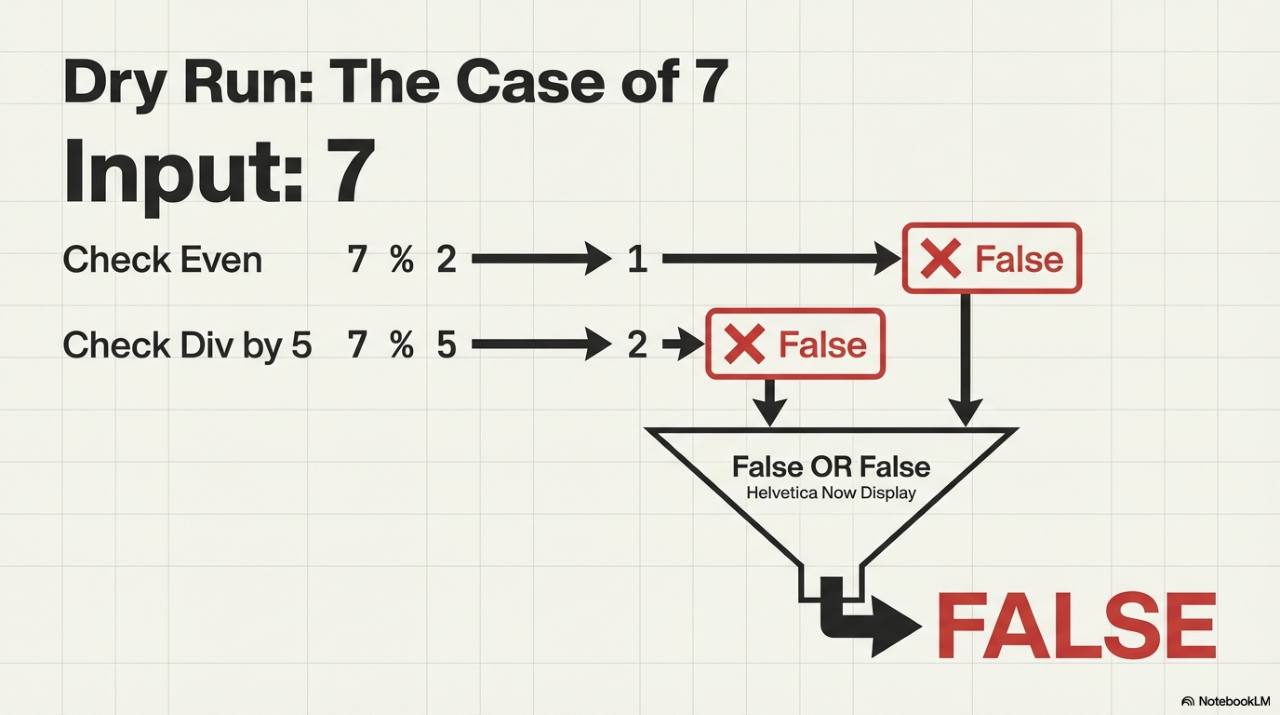 Dry Run: The Case of 7
Input: 7
Check Even 7 % 2 1 False
Check Div by 5 7 % 5 2 False
False OR False
Helvetica Now Display
FALSE
NotebookLM